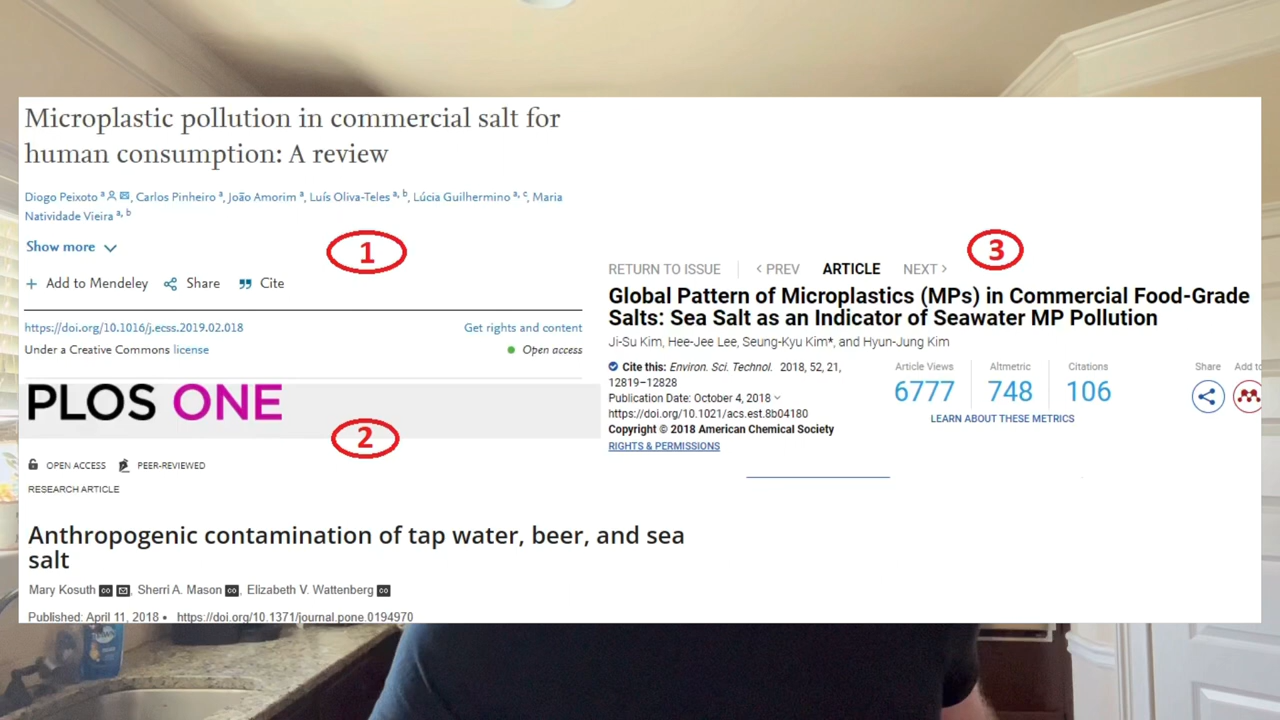 Microplastic pollution in commercial salt for
human consumption: A review
Diogo Peixoto a, Carlos Pinheiro a, João Amorim a, Luís Oliva-Teles a, b, Lúcia Guilhermino a, c, Maria
Natividade Vieira a, b
Show more
1
+ Add to Mendeley Share Cite
https://doi.org/10.1016/j.ecss.2019.02.018 Get rights and content
Under a Creative Commons license Open access
PLOS ONE
2
OPEN ACCESS PEER-REVIEWED
RESEARCH ARTICLE
Anthropogenic contamination of tap water, beer, and sea
salt
Mary Kosuth, Sherri A. Mason, Elizabeth V. Wattenberg
Published: April 11, 2018 • https://doi.org/10.1371/journal.pone.0194970
3
RETURN TO ISSUE < PREV ARTICLE NEXT >
Global Pattern of Microplastics (MPs) in Commercial Food-Grade
Salts: Sea Salt as an Indicator of Seawater MP Pollution
Ji-Su Kim, Hee-Jee Lee, Seung-Kyu Kim*, and Hyun-Jung Kim
Cite this: Environ. Sci. Technol. 2018, 52, 21,
12819–12828
Publication Date: October 4, 2018
https://doi.org/10.1021/acs.est.8b04180
Copyright © 2018 American Chemical Society
RIGHTS & PERMISSIONS
Article Views Altmetric Citations
6777 748 106
LEARN ABOUT THESE METRICS
Share Add to